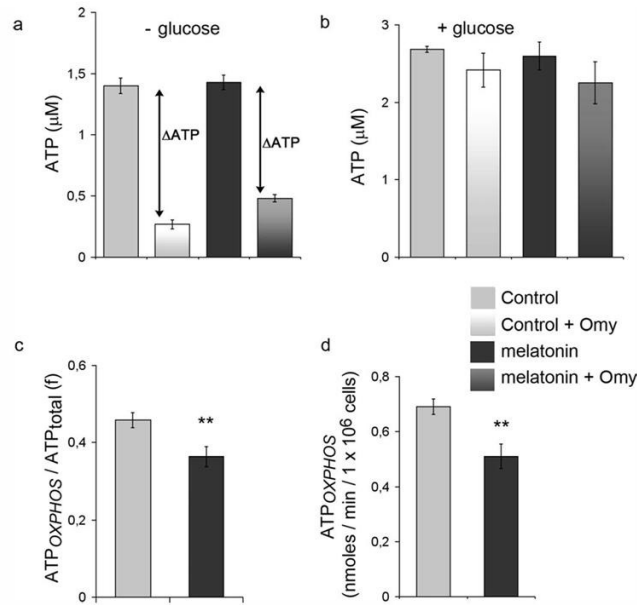 a
- glucose
2
1,5
1
0,5
0
ATP (μM)
ΔATP
ΔATP
b
+ glucose
3
2
1
0
ATP (μM)
Control
Control + Omy
melatonin
melatonin + Omy
c
0,6
0,4
0,2
0
ATPOXPHOS / ATPtotal (f)
**
d
0,8
0,6
0,4
0,2
0
ATPOXPHOS
(nmoles / min / 1 x 10⁶ cells)
**